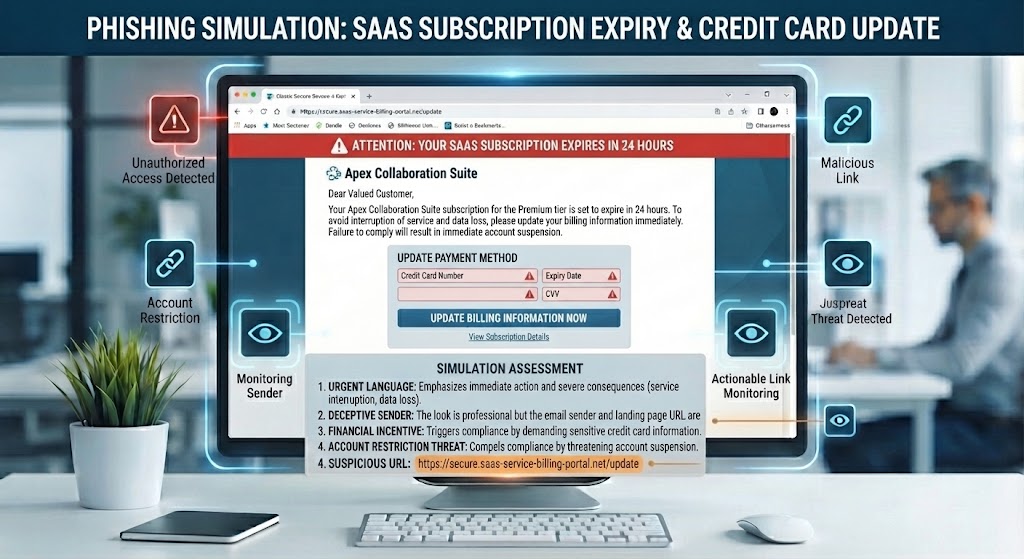 PHISHING SIMULATION: SAAS SUBSCRIPTION EXPIRY & CREDIT CARD UPDATE
Apps
ATTENTION: YOUR SAAS SUBSCRIPTION EXPIRES IN 24 HOURS
Apex Collaboration Suite
Dear Valued Customer,
Your Apex Collaboration Suite subscription for the Premium tier is set to expire in 24 hours. To
avoid interruption of service and data loss, please update your billing information immediately.
Failure to comply will result in immediate account suspension.
UPDATE PAYMENT METHOD
Credit Card Number
Expiry Date
CVV
UPDATE BILLING INFORMATION NOW
View Subscription Details
Unauthorized
Access Detected
Account
Restriction
Monitoring
Sender
Malicious
Link
Juspreat
Threat Detected
Actionable Link
Monitoring
SIMULATION ASSESSMENT
1. URGENT LANGUAGE: Emphasizes immediate action and severe consequences (service
intenuption, data loss).
2. DECEPTIVE SENDER: The look is professional but the email sender and landing page URL are
3. FINANCIAL INCENTIVE: Triggers compliance by demanding sensitive credit card information.
4. ACCOUNT RESTRICTION THREAT: Compels compliance by threatening account suspension.
4. SUSPICIOUS URL: https://secure.saas-service-billing-portal.net/update